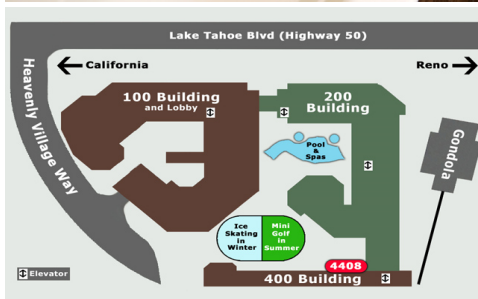 Lake Tahoe Blvd (Highway 50)
California
Reno
Heavenly Village Way
100 Building
and Lobby
200
Building
Gondola
Pool
&
Spas
Ice
Skating
in
Winter
Mini
Golf
in
Summer
4408
400 Building
Elevator